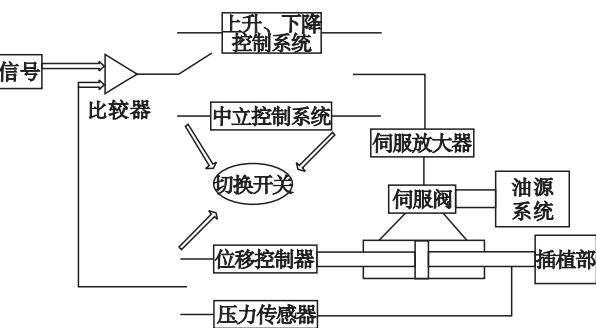 上升、下降
控制系统
信号
比较器
中立控制系统
伺服放大器
切换开关
伺服阀
油源
系统
位移控制器
插植部
压力传感器